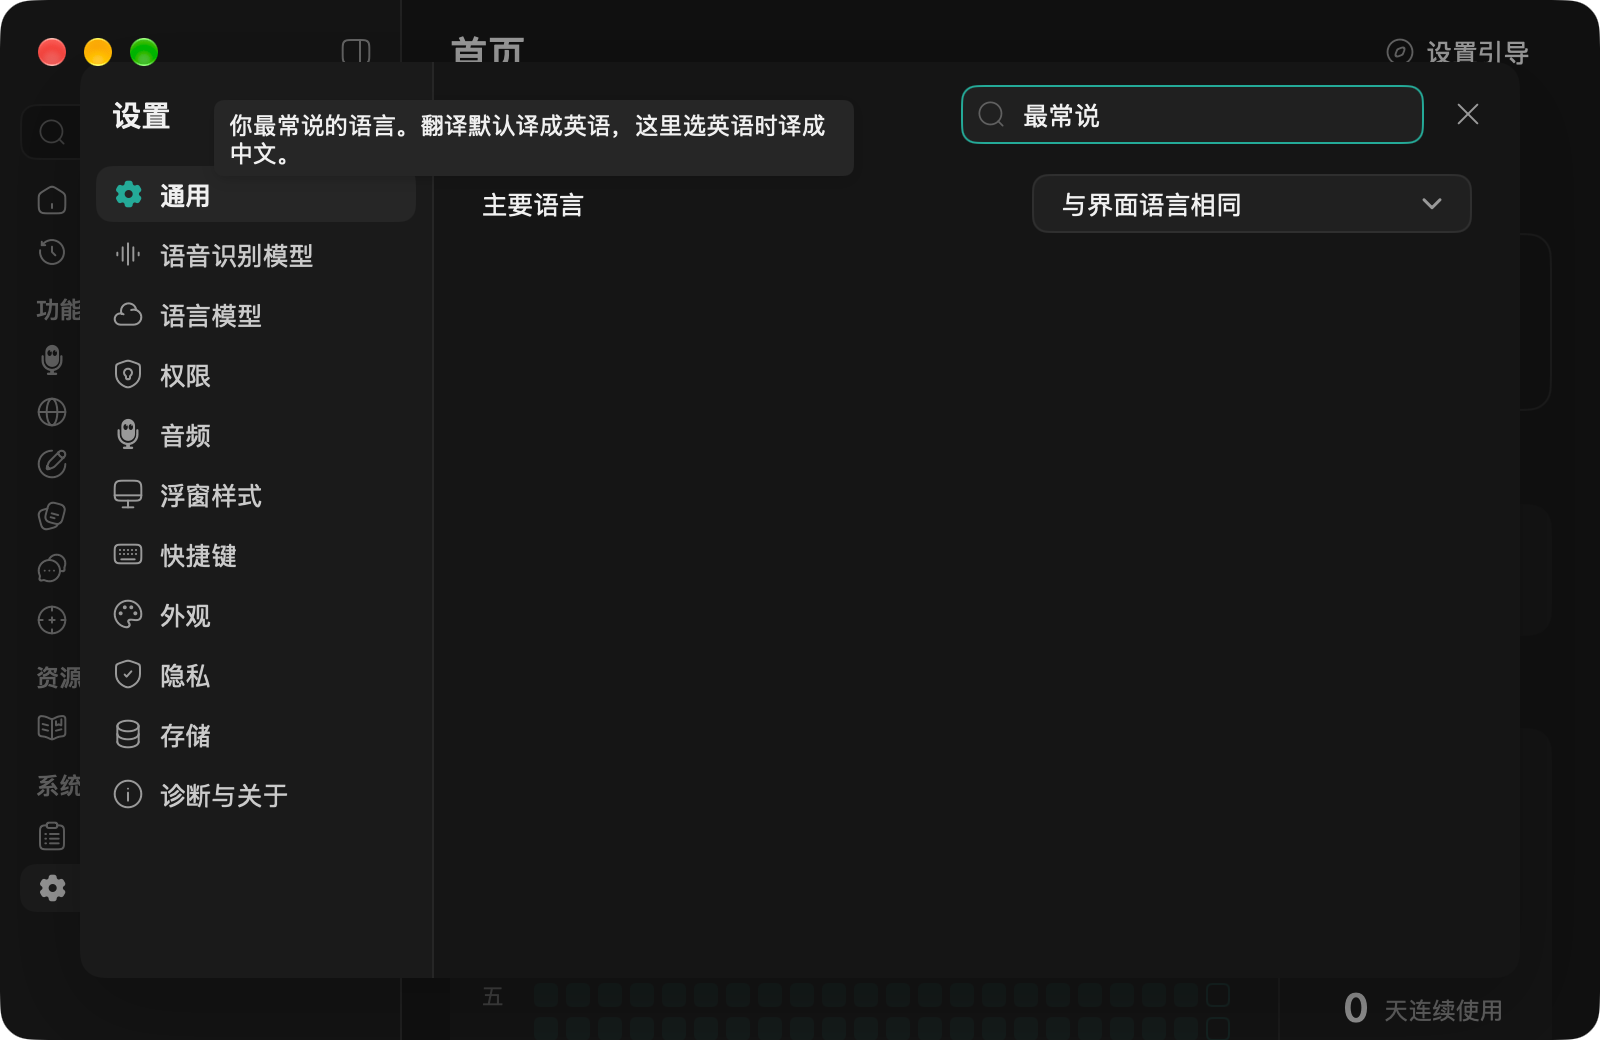 首页
设置引导
设置
最常说
你最常说的语言。翻译默认译成英语，这里选英语时译成
中文。
通用
主要语言
与界面语言相同
语音识别模型
语言模型
功能
权限
音频
浮窗样式
快捷键
外观
隐私
资源
存储
系统
诊断与关于
五
0 天连续使用